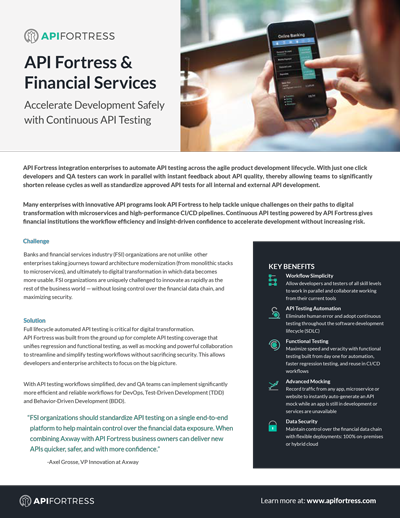 APIFORTRESS
API Fortress &
Financial Services
Accelerate Development Safely
with Continuous API Testing
Online Banking
API Fortress integration enterprises to automate API testing across the agile product development lifecycle. With just one click
developers and QA testers can work in parallel with instant feedback about API quality, thereby allowing teams to significantly
shorten release cycles as well as standardize approved API tests for all internal and external API development.
Many enterprises with innovative API programs look API Fortress to help tackle unique challenges on their paths to digital
transformation with microservices and high-performance CI/CD pipelines. Continuous API testing powered by API Fortress gives
financial institutions the workflow efficiency and insight-driven confidence to accelerate development without increasing risk.
Challenge
Banks and financial services industry (FSI) organizations are not unlike other
enterprises taking journeys toward architecture modernization (from monolithic stacks
to microservices), and ultimately to digital transformation in which data becomes
more usable. FSI organizations are uniquely challenged to innovate as rapidly as the
rest of the business world — without losing control over the financial data chain, and
maximizing security.
Solution
Full lifecycle automated API testing is critical for digital transformation.
API Fortress was built from the ground up for complete API testing coverage that
unifies regression and functional testing, as well as mocking and powerful collaboration
to streamline and simplify testing workflows without sacrificing security. This allows
developers and enterprise architects to focus on the big picture.
With API testing workflows simplified, dev and QA teams can implement significantly
more efficient and reliable workflows for DevOps, Test-Driven Development (TDD)
and Behavior-Driven Development (BDD).
"FSI organizations should standardize API testing on a single end-to-end
platform to help maintain control over the financial data exposure. When
combining Axway with API Fortress business owners can deliver new
APIs quicker, safer, and with more confidence."
–Axel Grosse, VP Innovation at Axway
KEY BENEFITS
Workflow Simplicity
Allow developers and testers of all skill levels
to work in parallel and collaborate working
from their current tools
API Testing Automation
Eliminate human error and adopt continuous
testing throughout the software development
lifecycle (SDLC)
Functional Testing
Maximize speed and veracity with functional
testing built from day one for automation,
faster regression testing, and reuse in CI/CD
workflows
Advanced Mocking
Record traffic from any app, microservice or
website to instantly auto-generate an API
mock while an app is still in development or
services are unavailable
Data Security
Maintain control over the financial data chain
with flexible deployments: 100% on-premises
or hybrid cloud
APIFORTRESS
Learn more at: www.apifortress.com